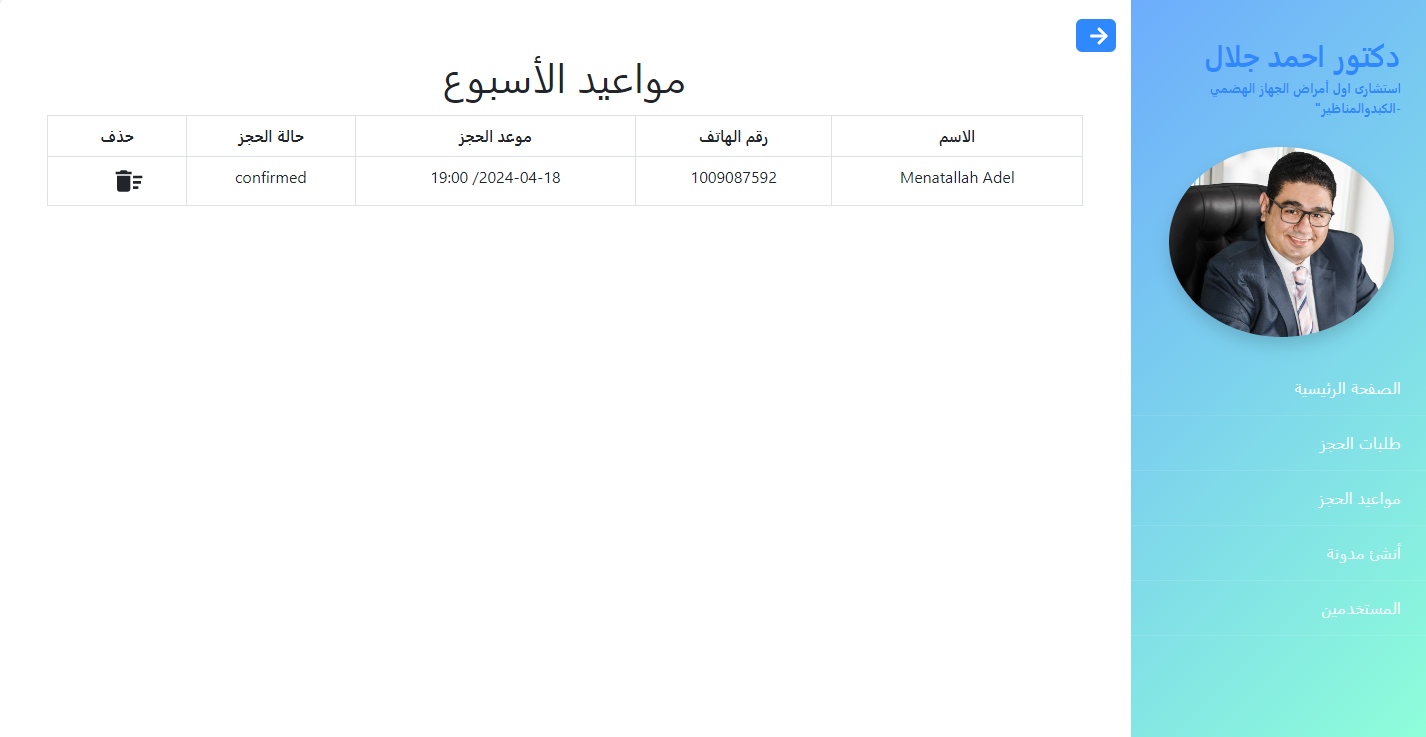 دكتور احمد جلال
استشارى اول أمراض الجهاز الهضمي
-الكبدوالمناظير"
الصفحة الرئيسية
طلبات الحجز
مواعيد الحجز
أنشئ مدونة
المستخدمين
مواعيد الأسبوع
الاسم رقم الهاتف موعد الحجز حالة الحجز حذف
Menatallah Adel 1009087592 19:00 /2024-04-18 confirmed